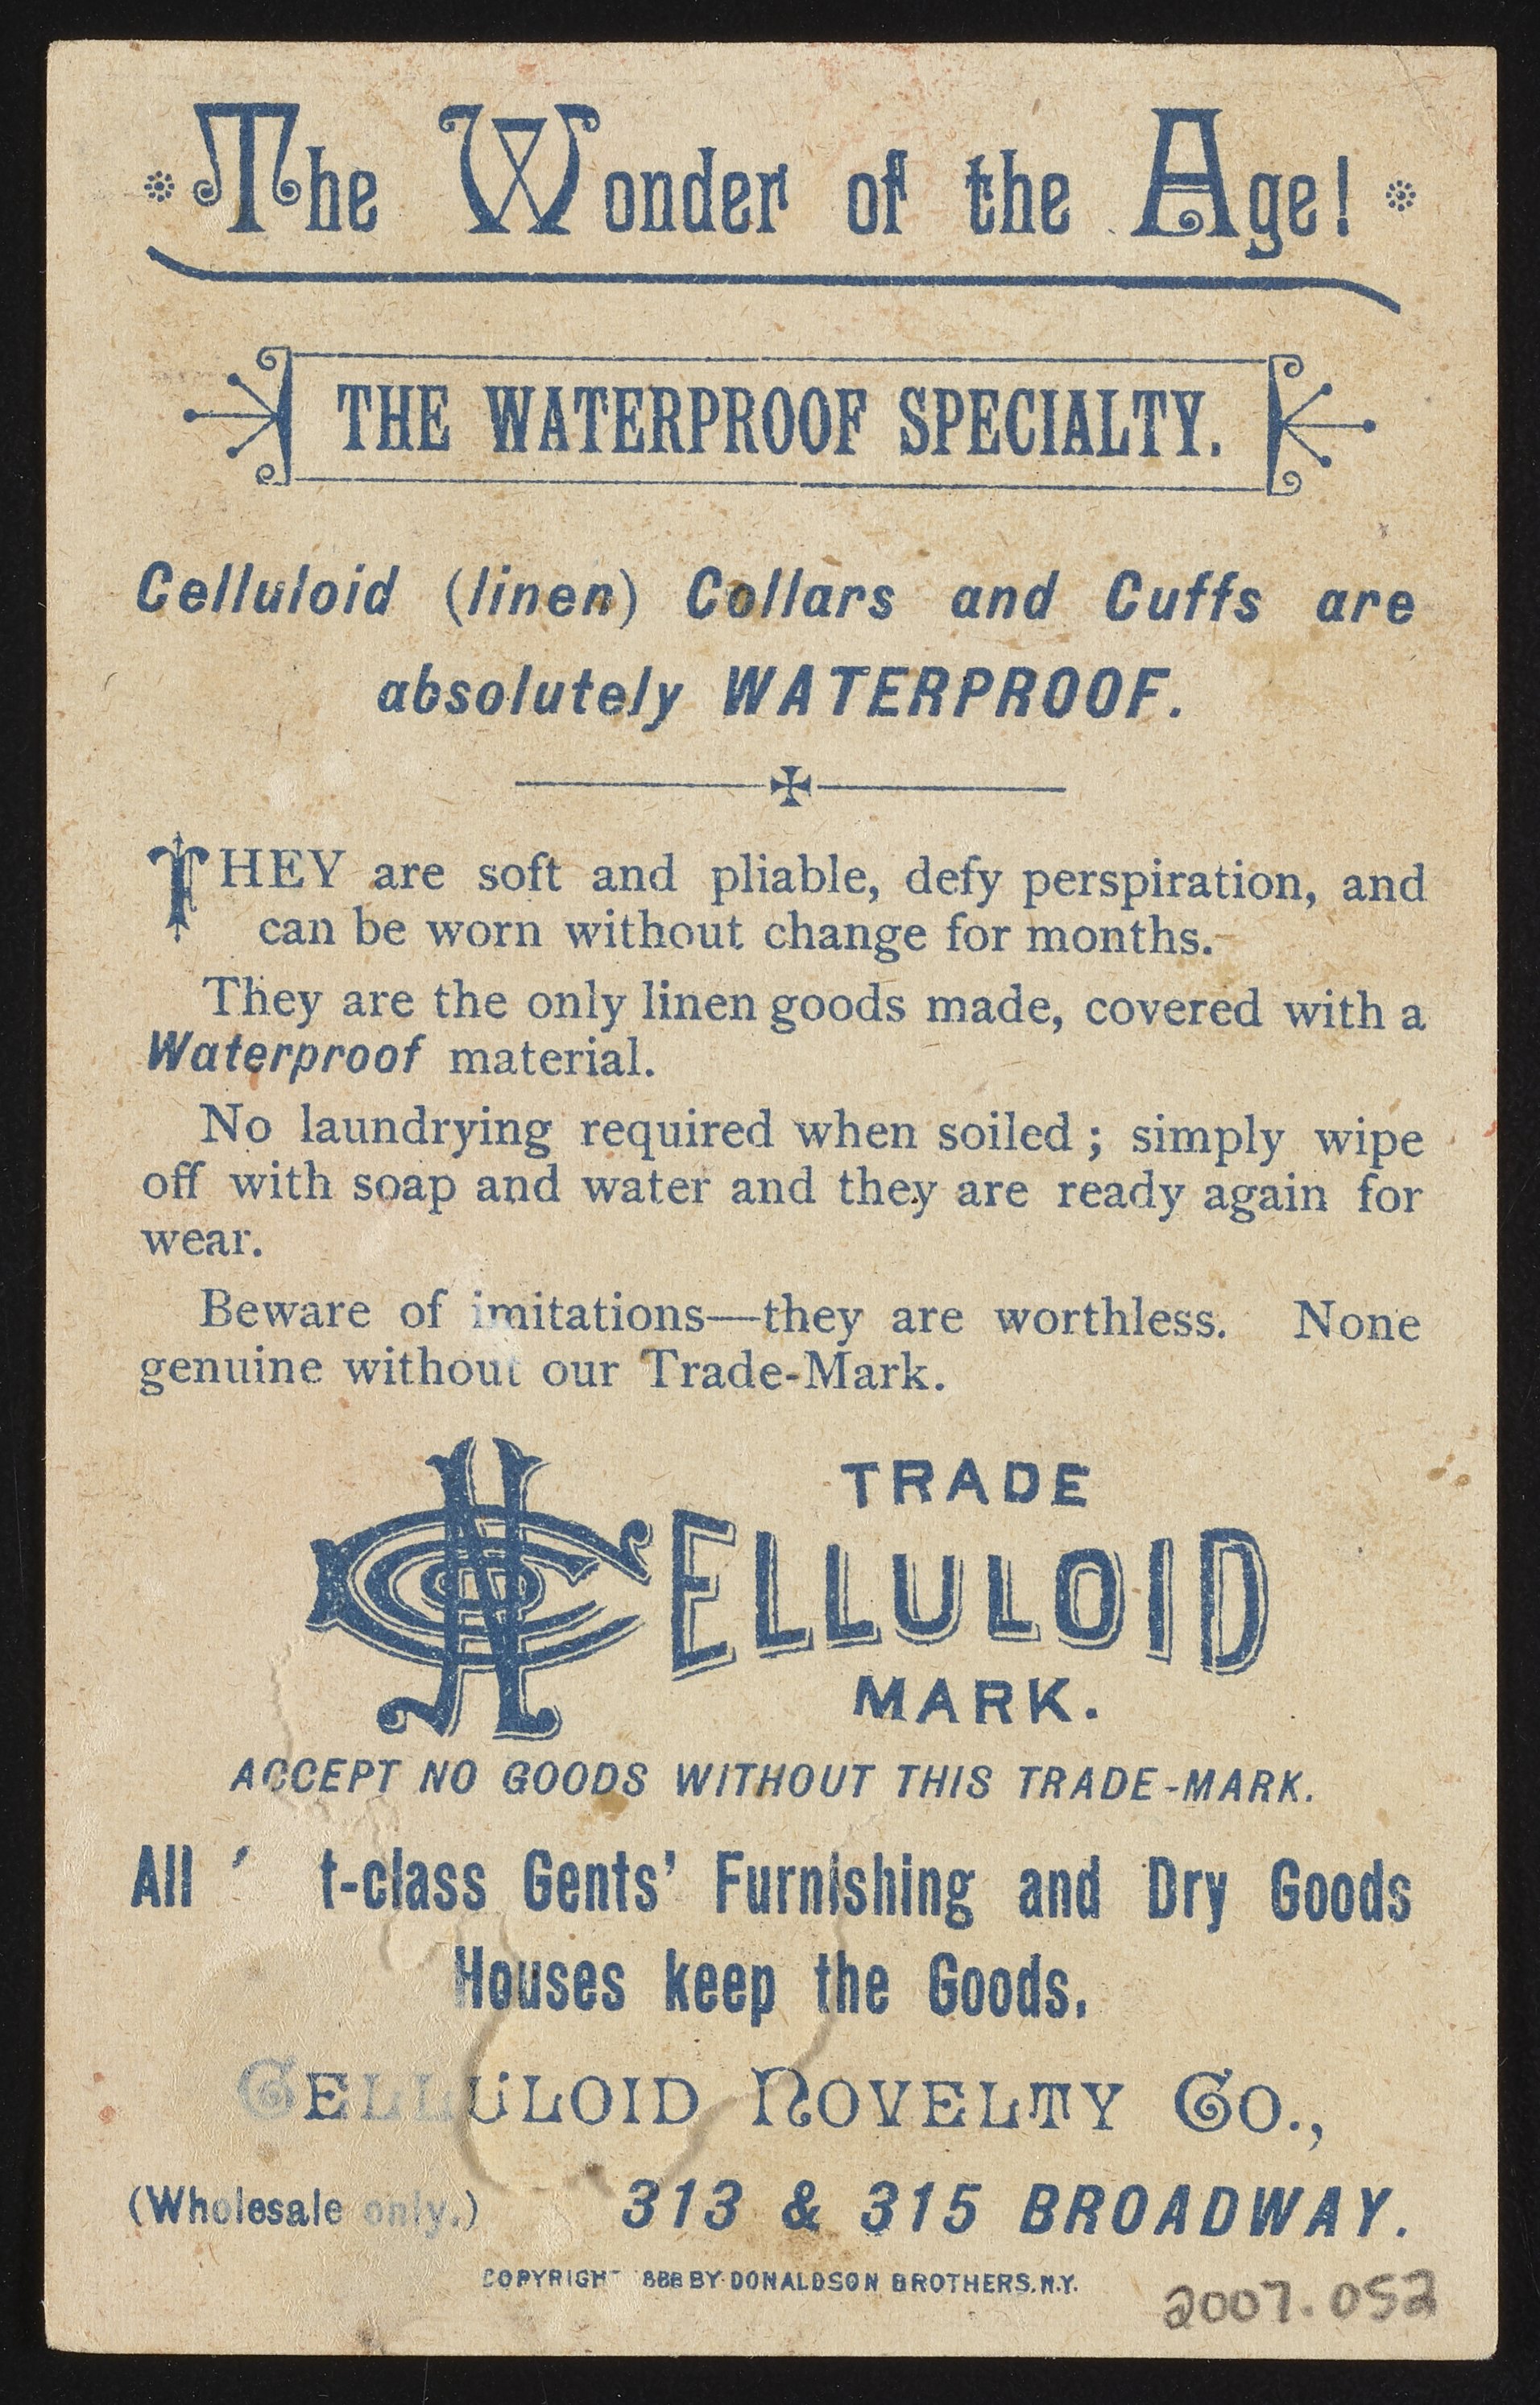 The Wonder of the Age!
THE WATERPROOF SPECIALTY.
Celluloid (linen) Collars and Cuffs are
absolutely WATERPROOF.
THEY are soft and pliable, defy perspiration, and
can be worn without change for months.
They are the only linen goods made, covered with a
Waterproof material.
No laundrying required when soiled; simply wipe
off with soap and water and they are ready again for
wear.
Beware of imitations—they are worthless. None
genuine without our Trade-Mark.
TRADE
CELLULOID
MARK.
ACCEPT NO GOODS WITHOUT THIS TRADE-MARK.
All t-class Gents' Furnishing and Dry Goods
Houses keep the Goods.
CELLULOID NOVELTY CO.,
(Wholesale only.) 313 & 315 BROADWAY.
COPYRIGHT 888 BY DONALDSON BROTHERS. N.Y.
2007.052